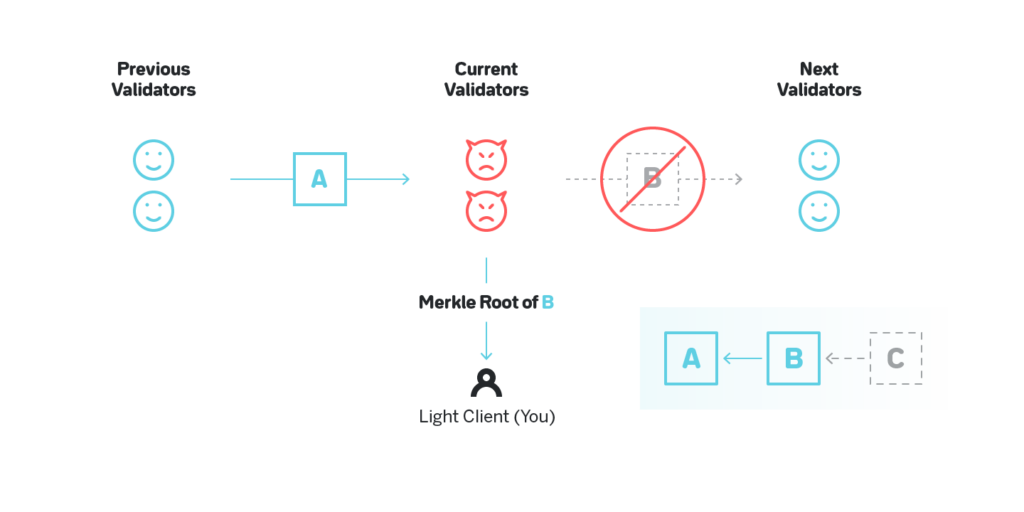 Previous
Validators
Current
Validators
Next
Validators
A
B
Merkle Root of B
Light Client (You)
A
B
C